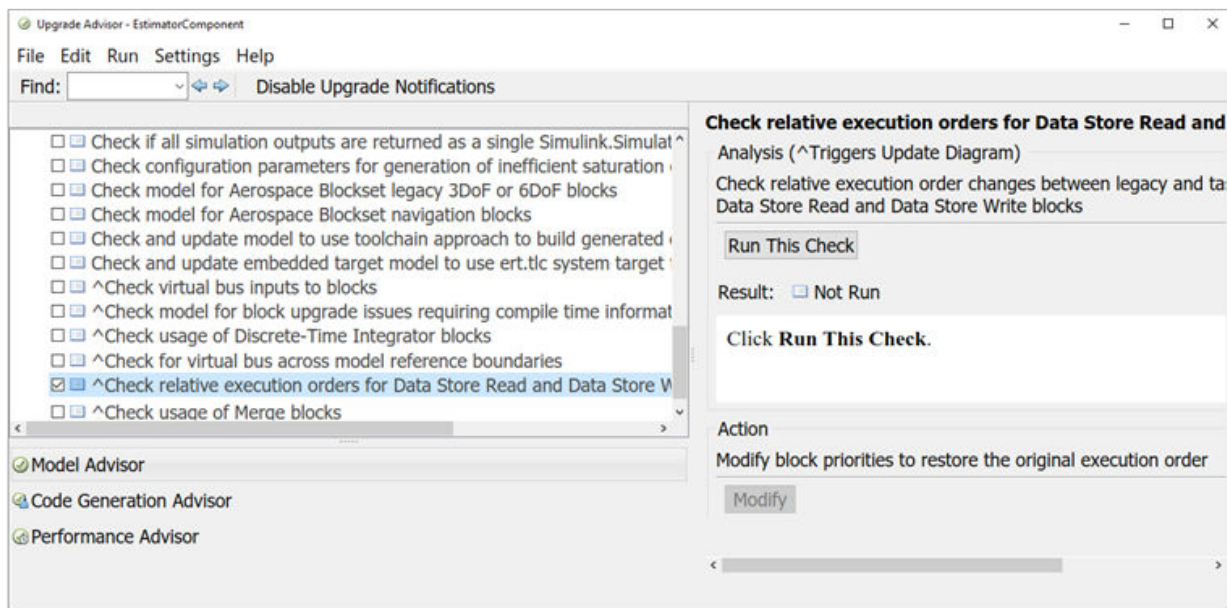 Upgrade Advisor - EstimatorComponent
File Edit Run Settings Help
Find:
Disable Upgrade Notifications
Check if all simulation outputs are returned as a single Simulink.Simulat
Check configuration parameters for generation of inefficient saturation
Check model for Aerospace Blockset legacy 3DoF or 6DoF blocks
Check model for Aerospace Blockset navigation blocks
Check and update model to use toolchain approach to build generated
Check and update embedded target model to use ert.tlc system target
^Check virtual bus inputs to blocks
^Check model for block upgrade issues requiring compile time informat
^Check usage of Discrete-Time Integrator blocks
^Check for virtual bus across model reference boundaries
^Check relative execution orders for Data Store Read and Data Store W
^Check usage of Merge blocks
Model Advisor
Code Generation Advisor
Performance Advisor
Check relative execution orders for Data Store Read and
Analysis (^Triggers Update Diagram)
Check relative execution order changes between legacy and ta
Data Store Read and Data Store Write blocks
Run This Check
Result: Not Run
Click Run This Check.
Action
Modify block priorities to restore the original execution order
Modify